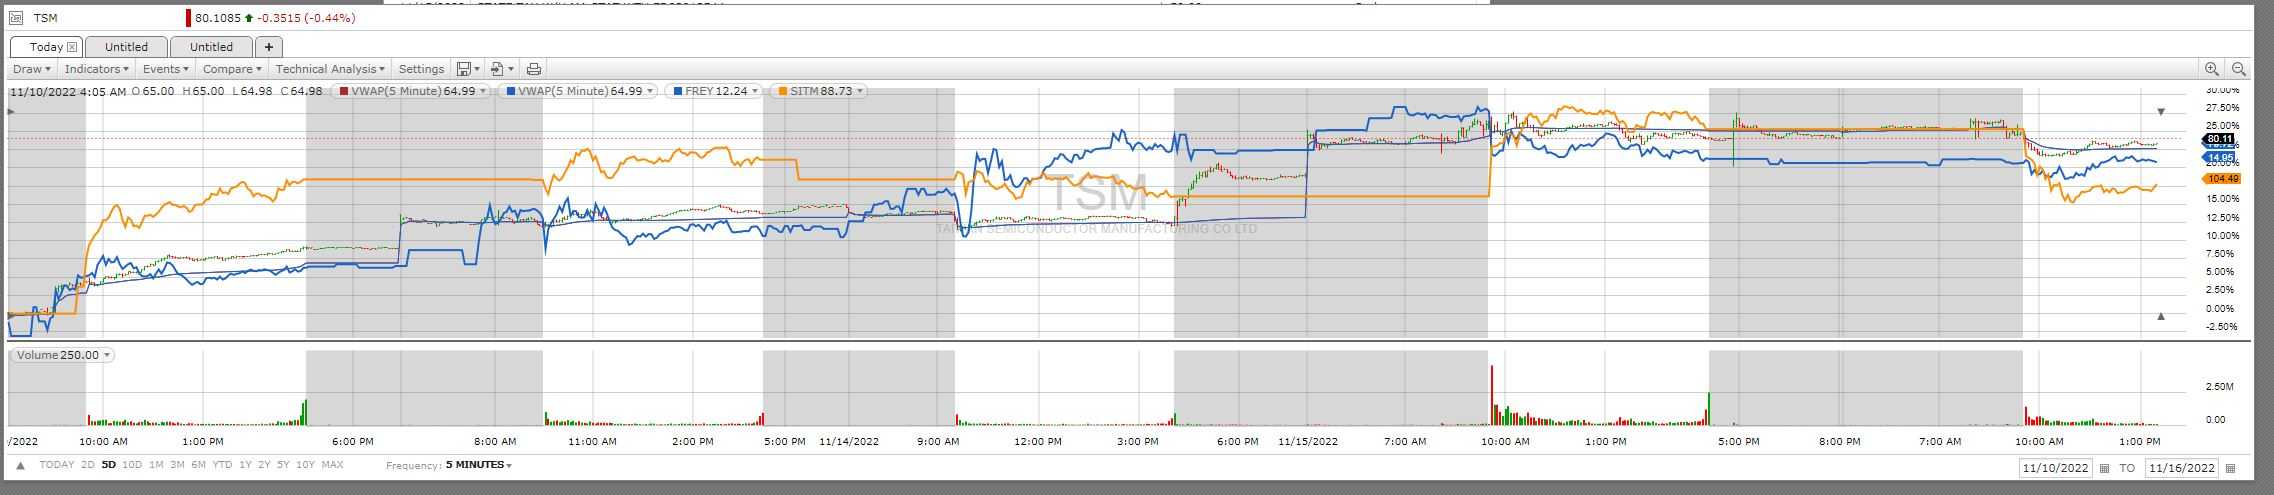 TSM 80.1085 -0.3515 (-0.44%)
Today Untitled Untitled +
Draw Indicators Events Compare Technical Analysis Settings
11/10/2022 4:05 AM O 65.00 H 65.00 L 64.98 C 64.98 VWAP(5 Minute) 64.99 VWAP(5 Minute) 64.99 FREY 12.24 SITM 88.73
30.00%
27.50%
25.00%
80.11
14.95
20.00%
104.49
15.00%
12.50%
10.00%
7.50%
5.00%
2.50%
0.00%
-2.50%
TSM
TAIWAN SEMICONDUCTOR MANUFACTURING CO LTD
Volume 250.00
2.50M
0.00
/2022 10:00 AM 1:00 PM 6:00 PM 8:00 AM 11:00 AM 2:00 PM 5:00 PM 11/14/2022 9:00 AM 12:00 PM 3:00 PM 6:00 PM 11/15/2022 7:00 AM 10:00 AM 1:00 PM 5:00 PM 8:00 PM 7:00 AM 10:00 AM 1:00 PM
TODAY 2D 5D 10D 1M 3M 6M YTD 1Y 2Y 5Y 10Y MAX Frequency: 5 MINUTES 11/10/2022 TO 11/16/2022